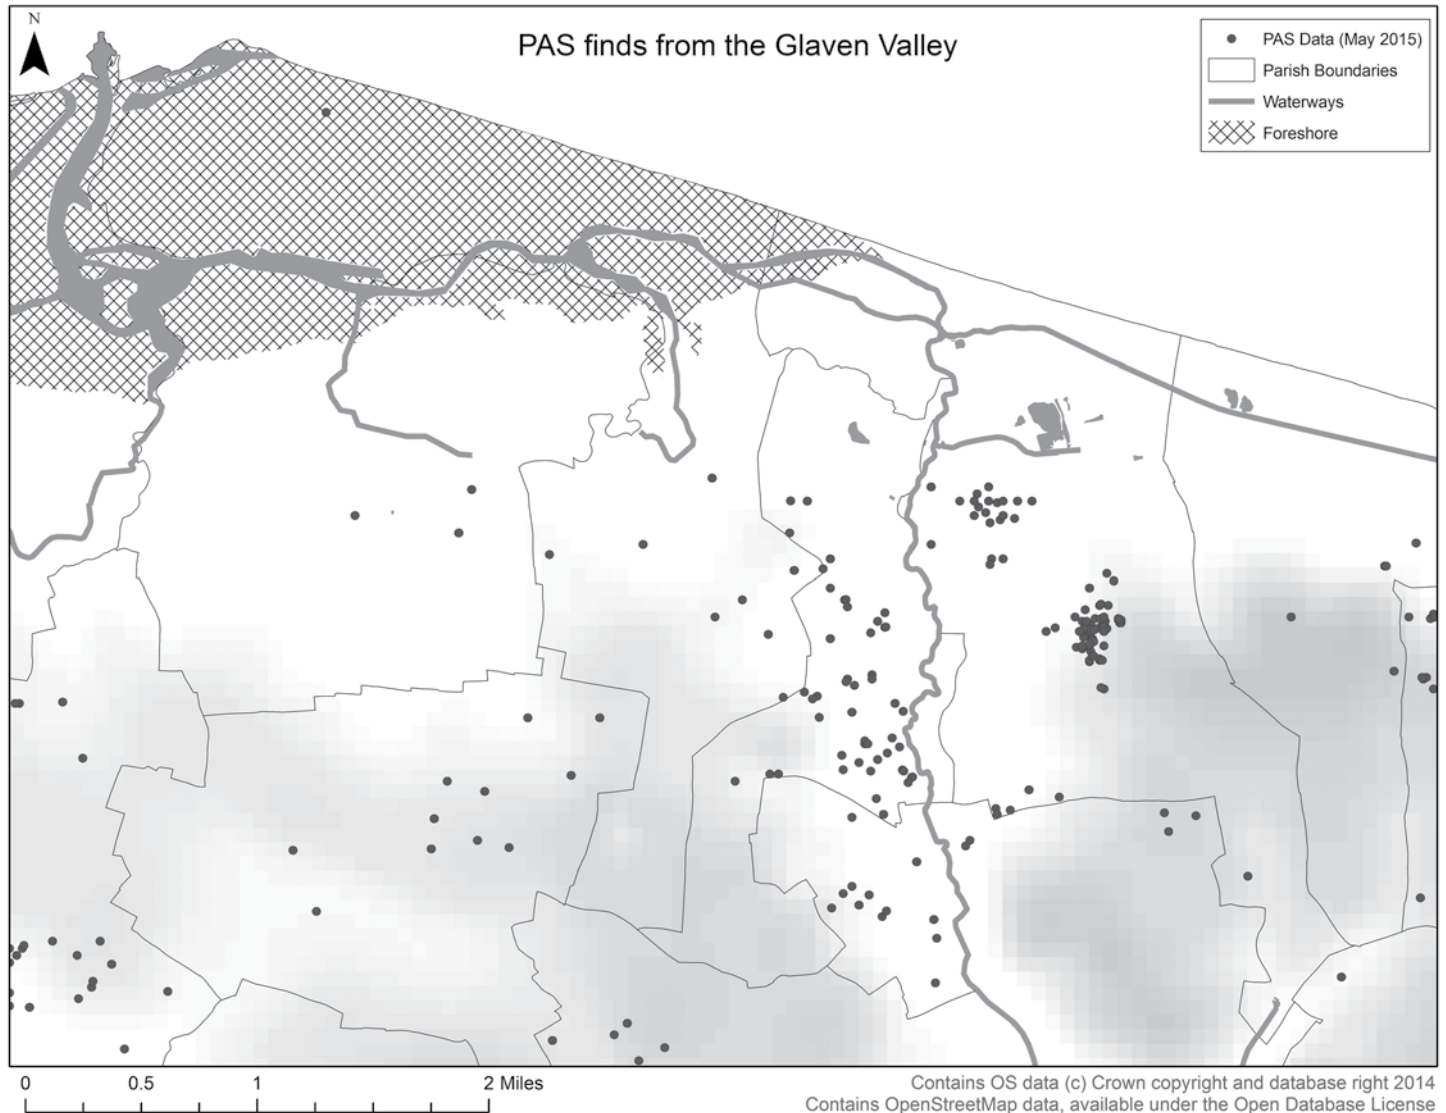 N
PAS finds from the Glaven Valley
PAS Data (May 2015)
Parish Boundaries
Waterways
Foreshore
0 0.5 1 2 Miles
Contains OS data (c) Crown copyright and database right 2014
Contains OpenStreetMap data, available under the Open Database License